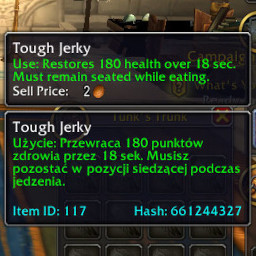 Tough Jerky
Use: Restores 180 health over 18 sec.
Must remain seated while eating.
Sell Price: 2
Campaign
What's
Tunk's Trunk
Tough Jerky
Użycie: Przewraca 180 punktów
zdrowia przez 18 sek. Musisz
pozostać w pozycji siedzącej podczas
jedzenia.
Item ID: 117 Hash: 661244327